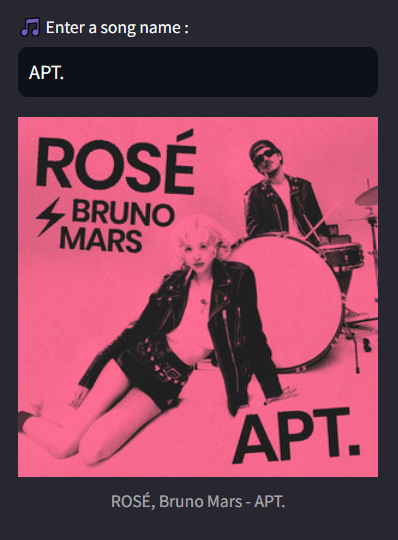 Enter a song name :
APT.
ROSÉ
BRUNO
MARS
APT.
ROSÉ, Bruno Mars - APT.